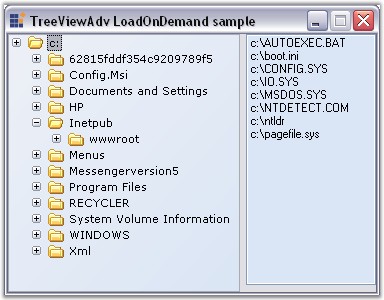 TreeViewAdv LoadOnDemand sample
c:
62815fddf354c9209789f5
Config.Msi
Documents and Settings
HP
Inetpub
wwwroot
Menus
Messengerversion5
Program Files
RECYCLER
System Volume Information
WINDOWS
Xml
c:\AUTOEXEC.BAT
c:\boot.ini
c:\CONFIG.SYS
c:\IO.SYS
c:\MSDOS.SYS
c:\NTDETECT.COM
c:\ntldr
c:\pagefile.sys